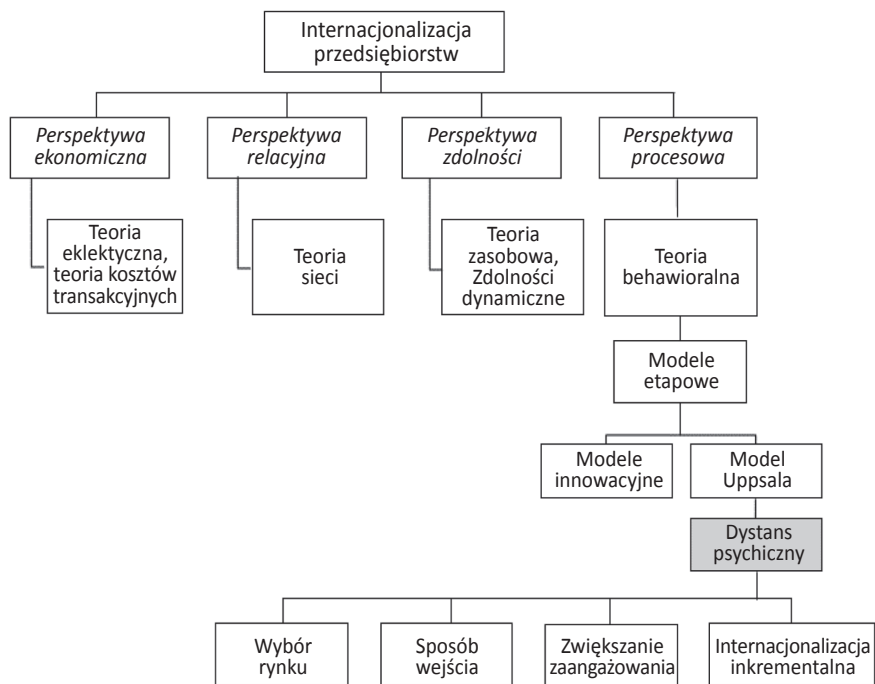 Internacjonalizacja
przedsiębiorstw
Perspektywa
ekonomiczna
Perspektywa
relacyjna
Perspektywa
zdolności
Perspektywa
procesowa
Teoria
eklektyczna,
teoria kosztów
transakcyjnych
Teoria
sieci
Teoria
zasobowa,
Zdolności
dynamiczne
Teoria
behawioralna
Modele
etapowe
Modele
innowacyjne
Model
Uppsala
Dystans
psychiczny
Wybór
rynku
Sposób
wejścia
Zwiększanie
zaangażowania
Internacjonalizacja
inkrementalna